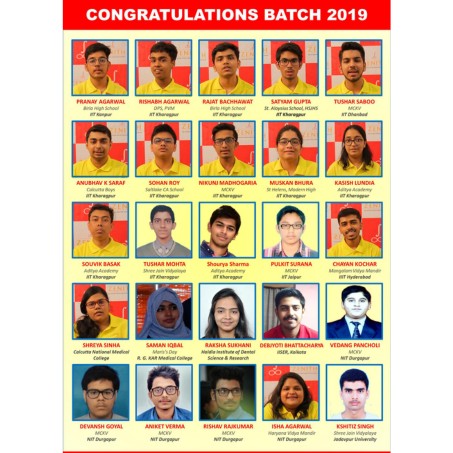 CONGRATULATIONS BATCH 2019
PRANAY AGARWAL
Birla High School
IIT Kanpur
RISHABH AGARWAL
DPS, PVM
IIT Kharagpur
RAJAT BACHHAWAT
Birla High School
IIT Kharagpur
SATYAM GUPTA
St. Aloysius School, HSSHS
IIT Kharagpur
TUSHAR SABOO
MCKV
IIT Dhanbad
ANUBHAV K SARAF
Calcutta Boys
IIT Kharagpur
SOHAN ROY
Saltlake CA School
IIT Kharagpur
NIKUNJ MADHOGARIA
MCKV
IIT Kharagpur
MUSKAN BHURA
St Helens, Modern High
IIT Kharagpur
KASISH LUNDIA
Aditya Academy
IIT Kharagpur
SOUVIK BASAK
Aditya Academy
IIT Kharagpur
TUSHAR MOHTA
Shree Jain Vidyalaya
IIT Kharagpur
Shourya Sharma
Aditya Academy
IIT Kharagpur
PULKIT SURANA
MCKV
IIT Jaipur
CHAYAN KOCHAR
Mangalam Vidya Mandir
IIIT Hyderabad
SHREYA SINHA
Calcutta National Medical
College
SAMAN IQBAL
Marie's Day
R. G. KAR Medical College
RAKSHA SUKHANI
Haldia Institute of Dental
Science & Research
DEBJYOTI BHATTACHARYA
IISER, Kolkata
VEDANG PANCHOLI
MCKV
NIT Durgapur
DEVANSH GOYAL
MCKV
NIT Durgapur
ANIKET VERMA
MCKV
NIT Durgapur
RISHAV RAJKUMAR
MCKV
NIT Durgapur
ISHA AGARWAL
Haryana Vidya Mandir
NIT Durgapur
KSHITIZ SINGH
Shree Jain Vidyalaya
Jadavpur University